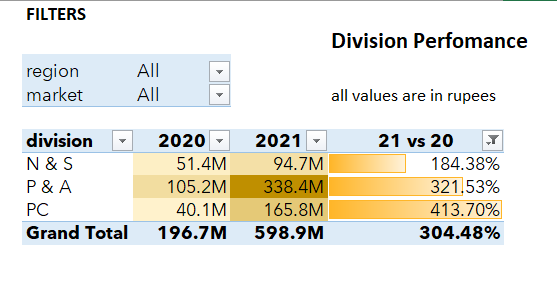 FILTERS
Division Perfomance
region All
market All
all values are in rupees
division 2020 2021 21 vs 20
N & S 51.4M 94.7M 184.38%
P & A 105.2M 338.4M 321.53%
PC 40.1M 165.8M 413.70%
Grand Total 196.7M 598.9M 304.48%